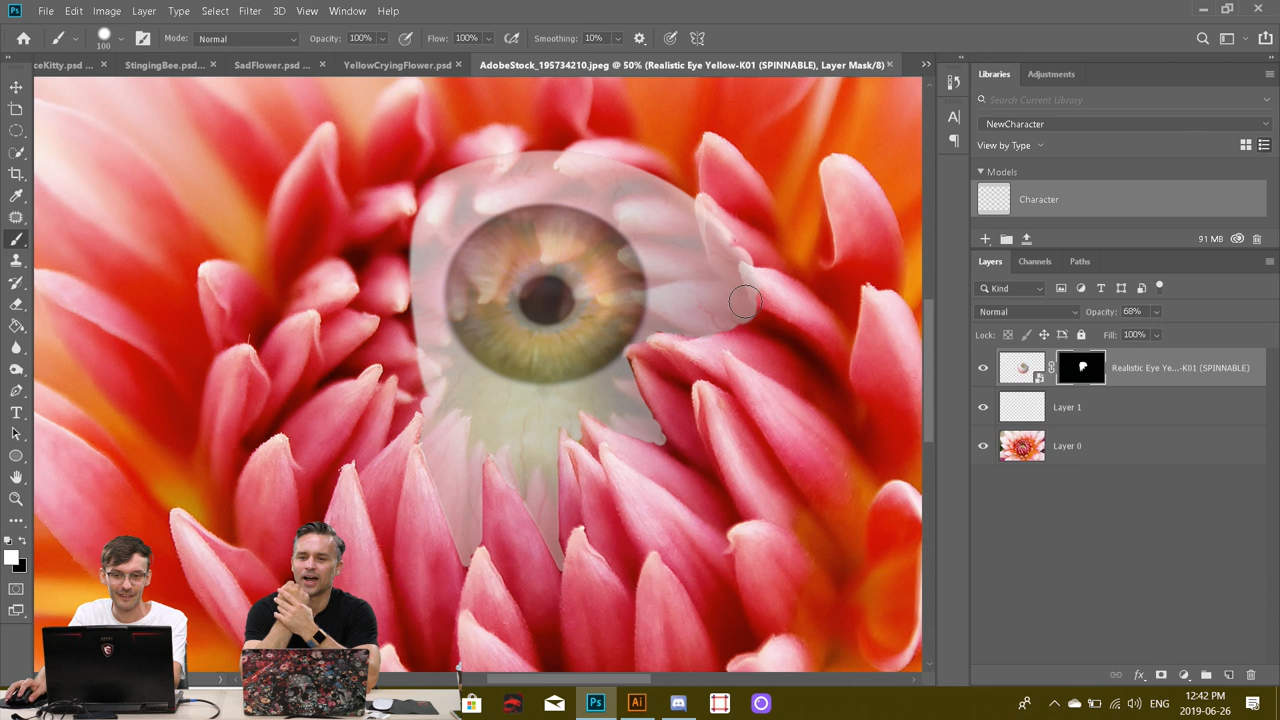 Ps File Edit Image Layer Type Select Filter 3D View Window Help
100 Mode: Normal Opacity: 100% Flow: 100% Smoothing: 10%
ceKitty.psd ... StingingBee.psd... SadFlower.psd ... YellowCryingFlower.psd ... AdobeStock_195734210.jpeg @ 50% (Realistic Eye Yellow-K01 (SPINNABLE), Layer Mask/8)
Libraries Adjustments
Search Current Library
NewCharacter
View by Type
Models
Character
91 MB
Layers Channels Paths
Kind
Normal Opacity: 68%
Lock: Fill: 100%
Realistic Eye Ye...-K01 (SPINNABLE)
Layer 1
Layer 0
Ps Ai
ENG
12:42 PM
2019-06-26